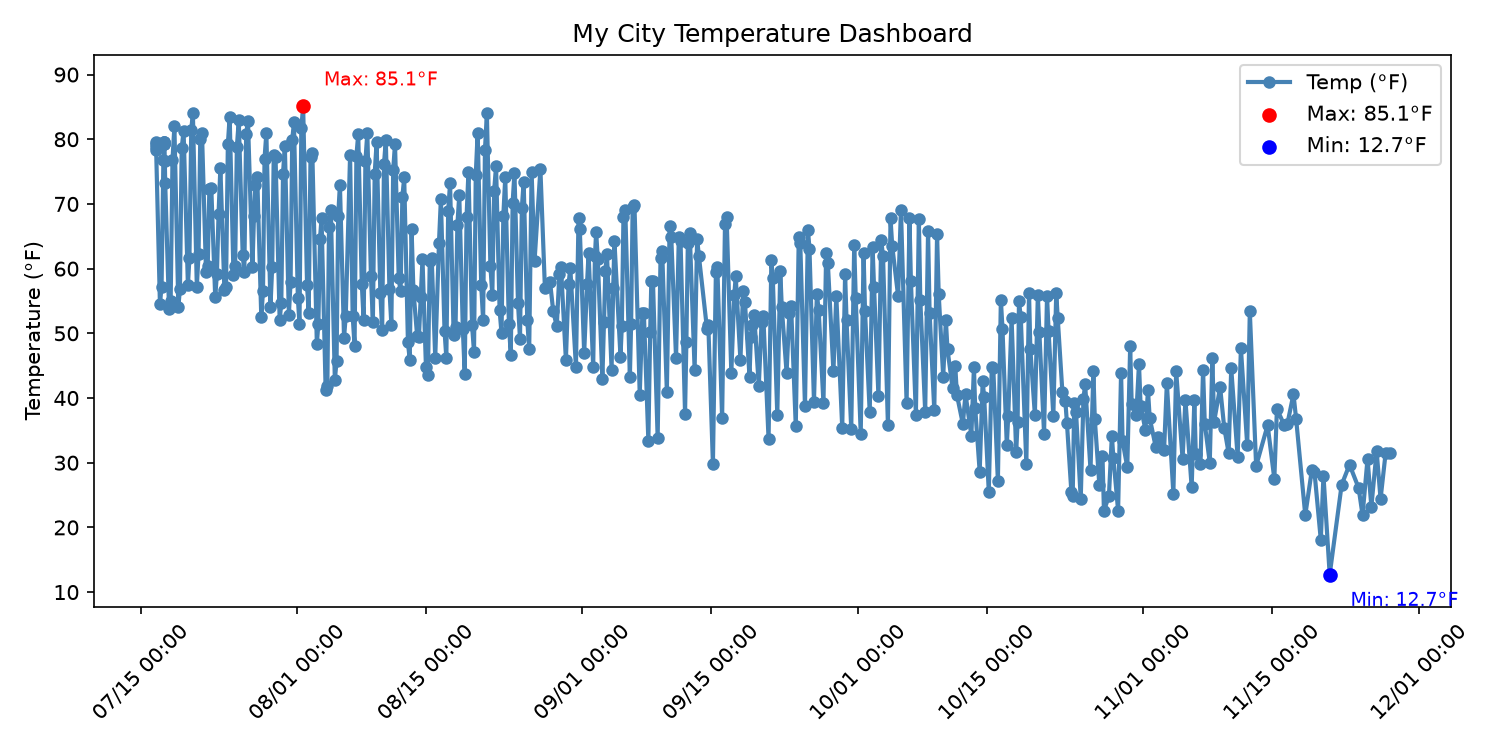 My City Temperature Dashboard
Temperature (°F)
90
80
70
60
50
40
30
20
10
Max: 85.1°F
Temp (°F)
Max: 85.1°F
Min: 12.7°F
Min: 12.7°F
07/15 00:00
08/01 00:00
08/15 00:00
09/01 00:00
09/15 00:00
10/01 00:00
10/15 00:00
11/01 00:00
11/15 00:00
12/01 00:00